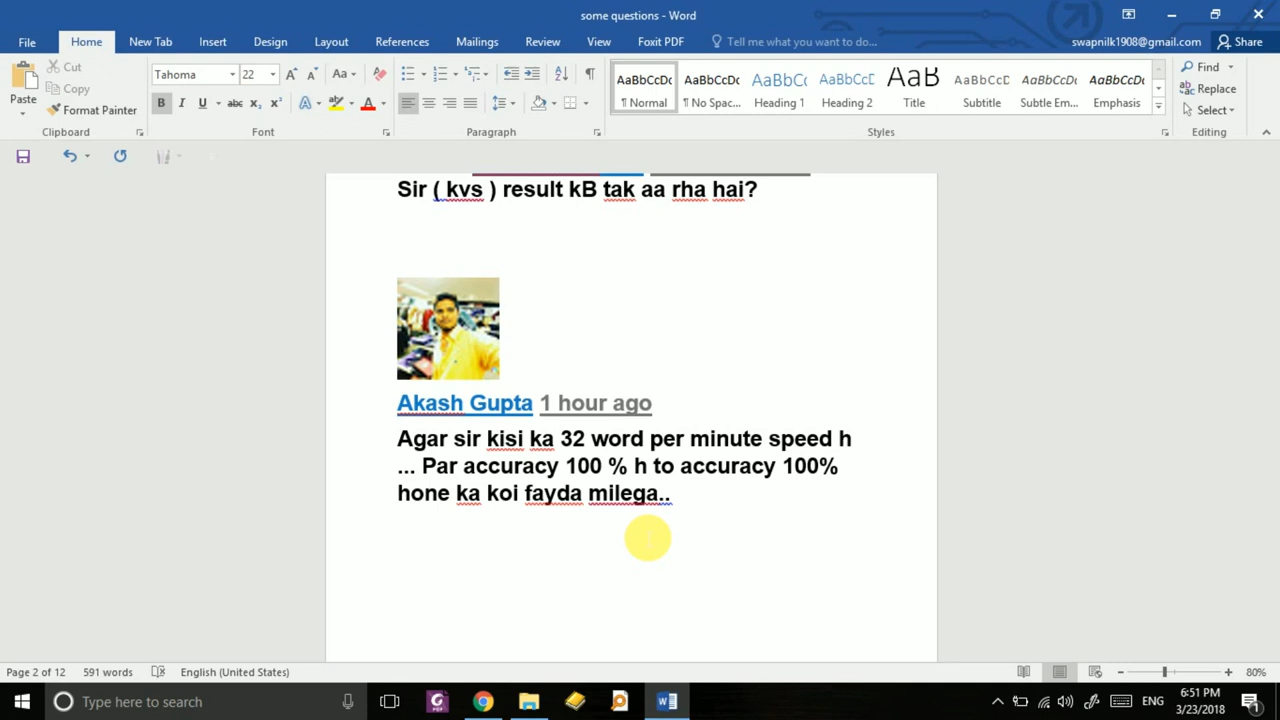 some questions - Word
File Home New Tab Insert Design Layout References Mailings Review View Foxit PDF Tell me what you want to do... swapnilk1908@gmail.com Share
Cut
Copy
Format Painter
Paste
Tahoma 22
AaBbCcDc AaBbCcDc AaBbC AaBbCcD AaB AaBbCcD AaBbCcDc AaBbCcDc
¶ Normal ¶ No Spac... Heading 1 Heading 2 Title Subtitle Subtle Em... Emphasis
Find
Replace
Select
Clipboard Font Paragraph Styles Editing
Sir ( kvs ) result kB tak aa rha hai?
Akash Gupta 1 hour ago
Agar sir kisi ka 32 word per minute speed h
... Par accuracy 100 % h to accuracy 100%
hone ka koi fayda milega..
Page 2 of 12 591 words English (United States) 80%
Type here to search
ENG
6:51 PM
3/23/2018